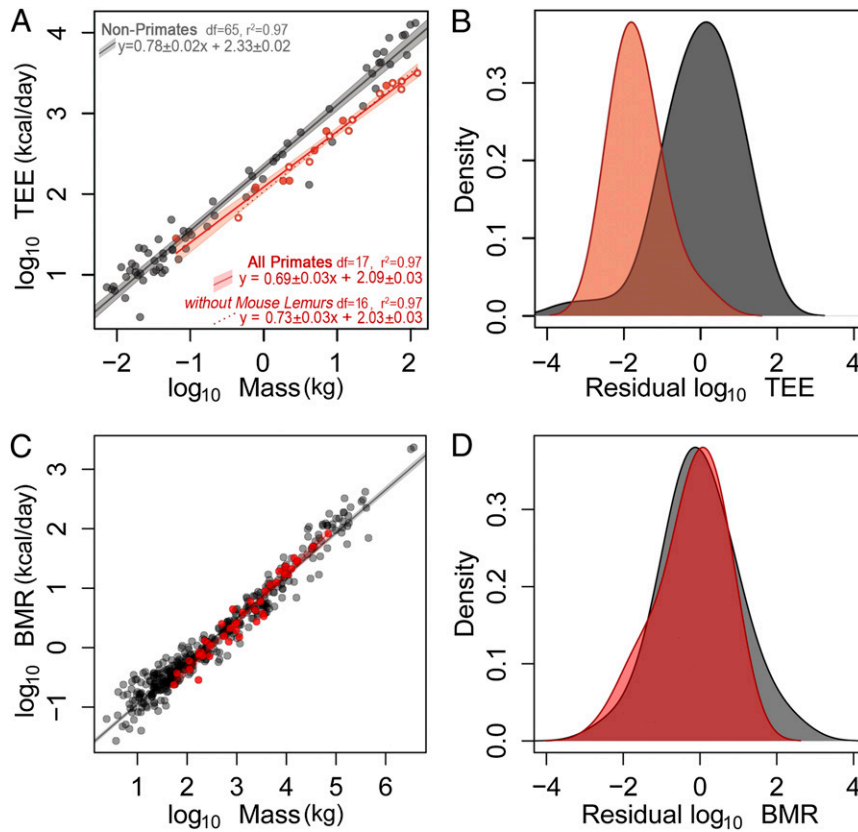 A
Non-Primates df=65, r²=0.97
y=0.78±0.02x + 2.33±0.02
log₁₀ TEE (kcal/day)
4
3
2
1
All Primates df=17, r²=0.97
y = 0.69±0.03x + 2.09±0.03
without Mouse Lemurs df=16, r²=0.97
y = 0.73±0.03x + 2.03±0.03
−2 −1 0 1 2
log₁₀ Mass (kg)
B
Density
0.3
0.2
0.1
0.0
−4 −2 0 2 4
Residual log₁₀ TEE
C
log₁₀ BMR (kcal/day)
3
2
1
0
−1
1 2 3 4 5 6
log₁₀ Mass (kg)
D
Density
0.3
0.2
0.1
0.0
−4 −2 0 2 4
Residual log₁₀ BMR